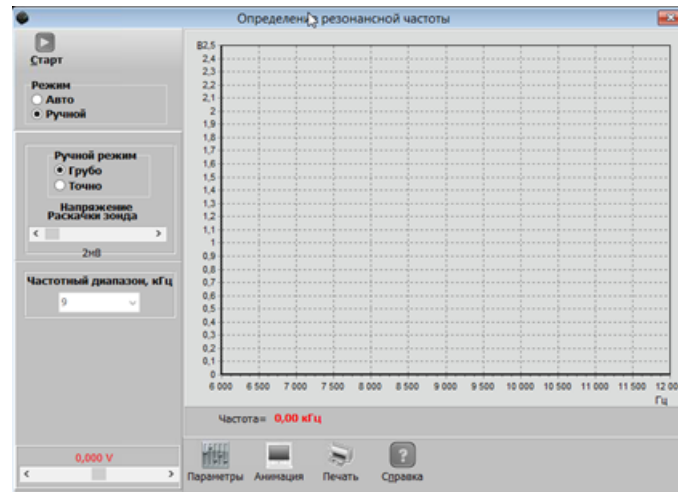 Определение резонансной частоты
Старт
Режим
Авто
Ручной
Ручной режим
Грубо
Точно
Напряжение
Раскачки зонда
2мВ
Частотный диапазон, кГц
9
0,000 V
В2,5
2,4
2,3
2,2
2,1
2
1,9
1,8
1,7
1,6
1,5
1,4
1,3
1,2
1,1
1
0,9
0,8
0,7
0,6
0,5
0,4
0,3
0,2
0,1
0
6 000 6 500 7 000 7 500 8 000 8 500 9 000 9 500 10 000 10 500 11 000 11 500 12 00
Гц
Частота= 0,00 кГц
Параметры Анимация Печать Справка